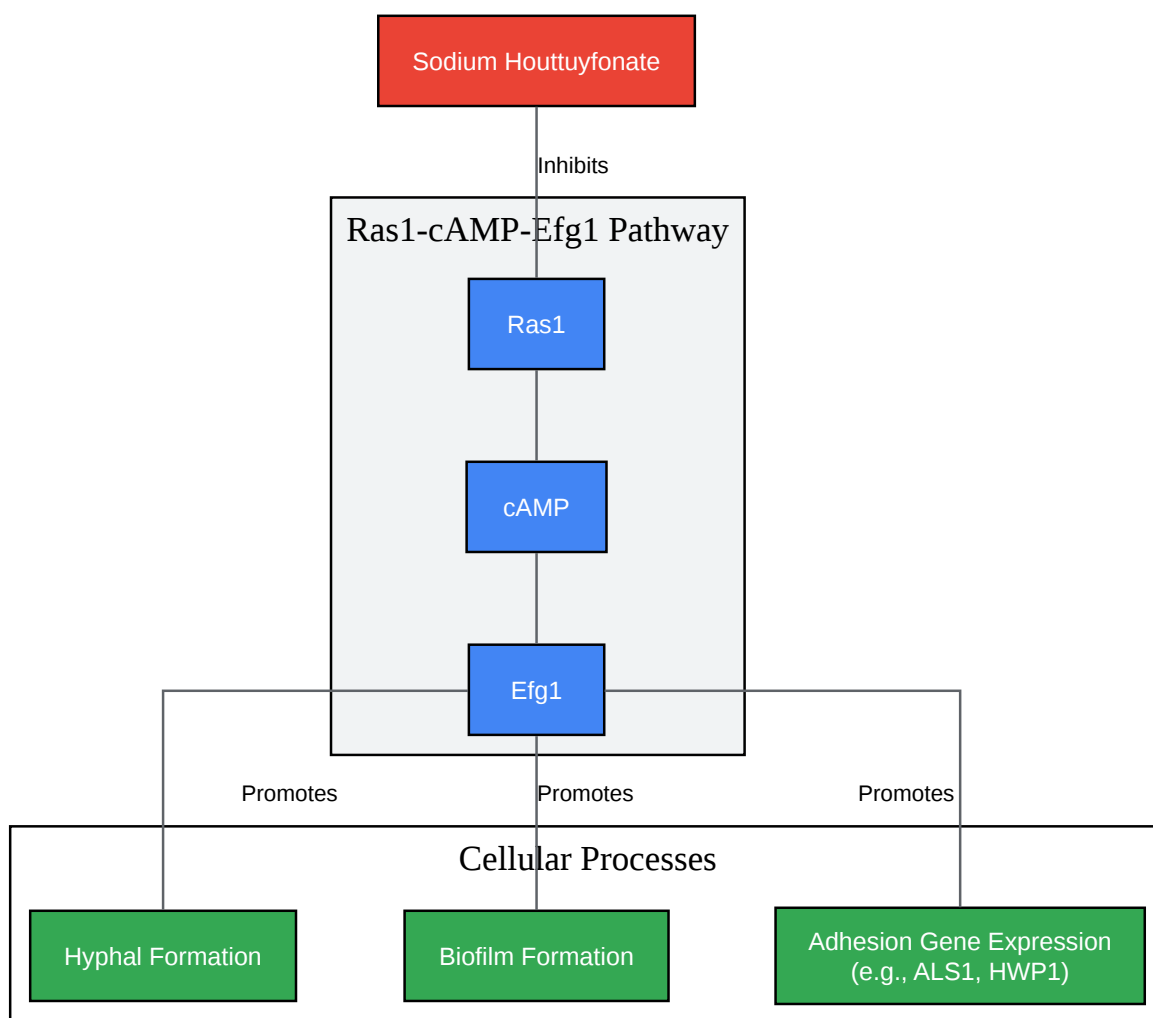 Sodium Houttuyfonate
Inhibits
Ras1-cAMP-Efg1 Pathway
Ras1
cAMP
Efg1
Promotes
Promotes
Promotes
Cellular Processes
Hyphal Formation
Biofilm Formation
Adhesion Gene Expression
(e.g., ALS1, HWP1)